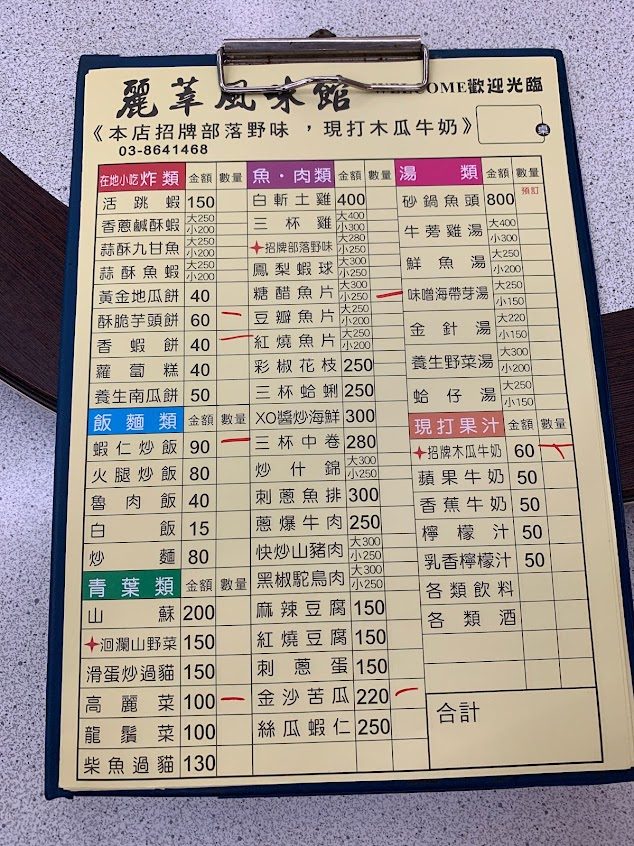 麗葦風味館 WELCOME歡迎光臨
《本店招牌部落野味，現打木瓜牛奶》
03-8641468
桌
在地小吃炸類 金額 數量
活跳蝦 150
香蔥鹹酥蝦 大250 小200
蒜酥九甘魚 大250 小200
蒜酥魚蝦 大250 小200
黃金地瓜餅 40
酥脆芋頭餅 60
香蝦餅 40
蘿蔔糕 40
養生南瓜餅 50
飯麵類 金額 數量
蝦仁炒飯 90
火腿炒飯 80
魯肉飯 40
白飯 15
炒麵 80
青葉類 金額 數量
山蘇 200
洄瀾山野菜 150
滑蛋炒過貓 150
高麗菜 100
龍鬚菜 100
柴魚過貓 130
魚・肉類 金額 數量
白斬土雞 400
三杯雞 大400 小300
招牌部落野味 大280 小250
鳳梨蝦球 大300 小250
糖醋魚片 大300 小250
豆瓣魚片 大250 小200
紅燒魚片 大250 小200
彩椒花枝 250
三杯蛤蜊 250
XO醬炒海鮮 300
三杯中卷 280
炒什錦 大300 小250
刺蔥魚排 300
蔥爆牛肉 250
快炒山豬肉 大300 小250
黑椒駝鳥肉 大300 小250
麻辣豆腐 150
紅燒豆腐 150
刺蔥蛋 150
金沙苦瓜 220
絲瓜蝦仁 250
湯類 金額 數量
砂鍋魚頭 800 預訂
牛蒡雞湯 大400 小300
鮮魚湯 大250 小200
味噌海帶芽湯 大250 小150
金針湯 大220 小150
養生野菜湯 大300 小200
蛤仔湯 大250 小150
現打果汁 金額 數量
招牌木瓜牛奶 60
蘋果牛奶 50
香蕉牛奶 50
檸檬汁 50
乳香檸檬汁 50
各類飲料
各類酒
合計